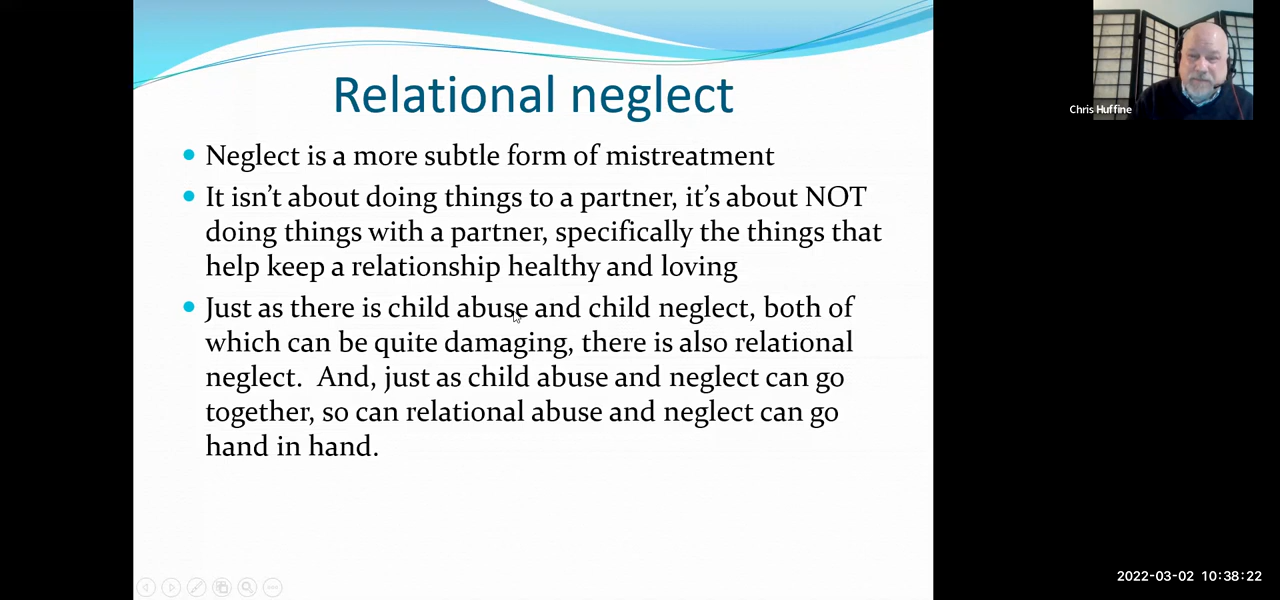 Relational neglect
Neglect is a more subtle form of mistreatment
It isn't about doing things to a partner, it's about NOT
doing things with a partner, specifically the things that
help keep a relationship healthy and loving
Just as there is child abuse and child neglect, both of
which can be quite damaging, there is also relational
neglect.  And, just as child abuse and neglect can go
together, so can relational abuse and neglect can go
hand in hand.
Chris Huffine
2022-03-02 10:38:22